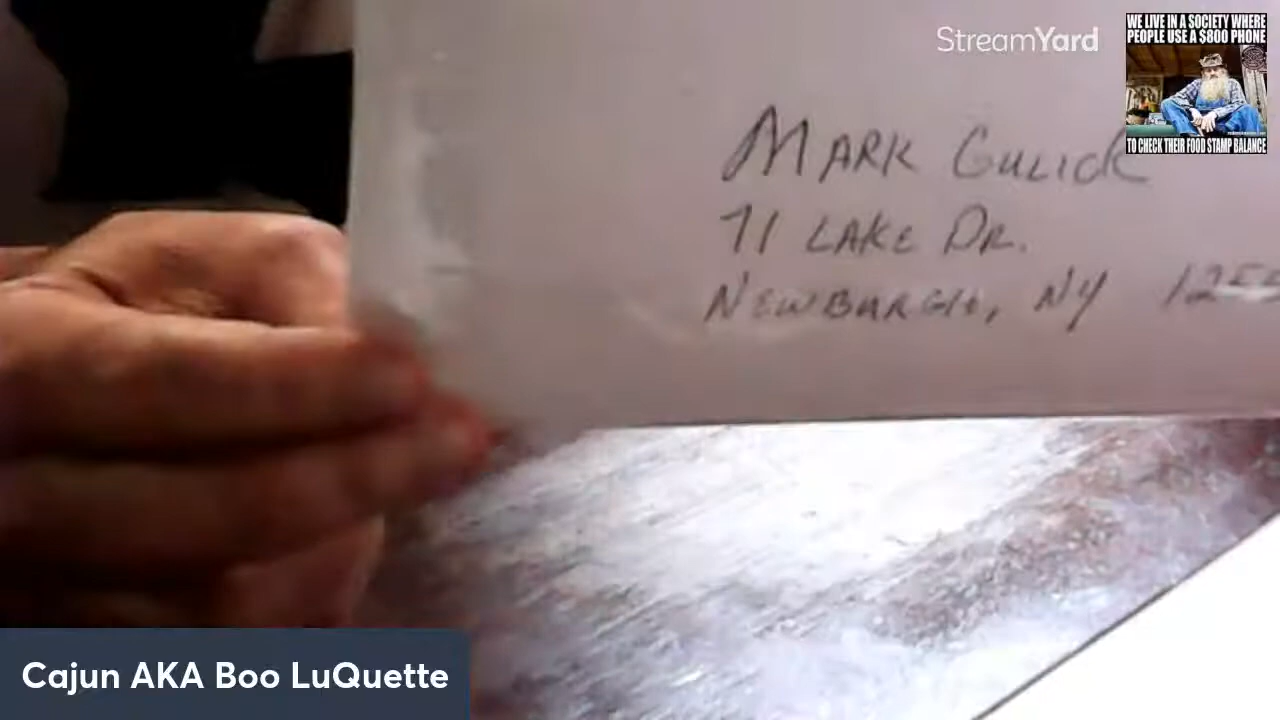 StreamYard
WE LIVE IN A SOCIETY WHERE
PEOPLE USE A $800 PHONE
TO CHECK THEIR FOOD STAMP BALANCE
MARK GULICK
71 LAKE DR.
NEWBURGH, NY
Cajun AKA Boo LuQuette